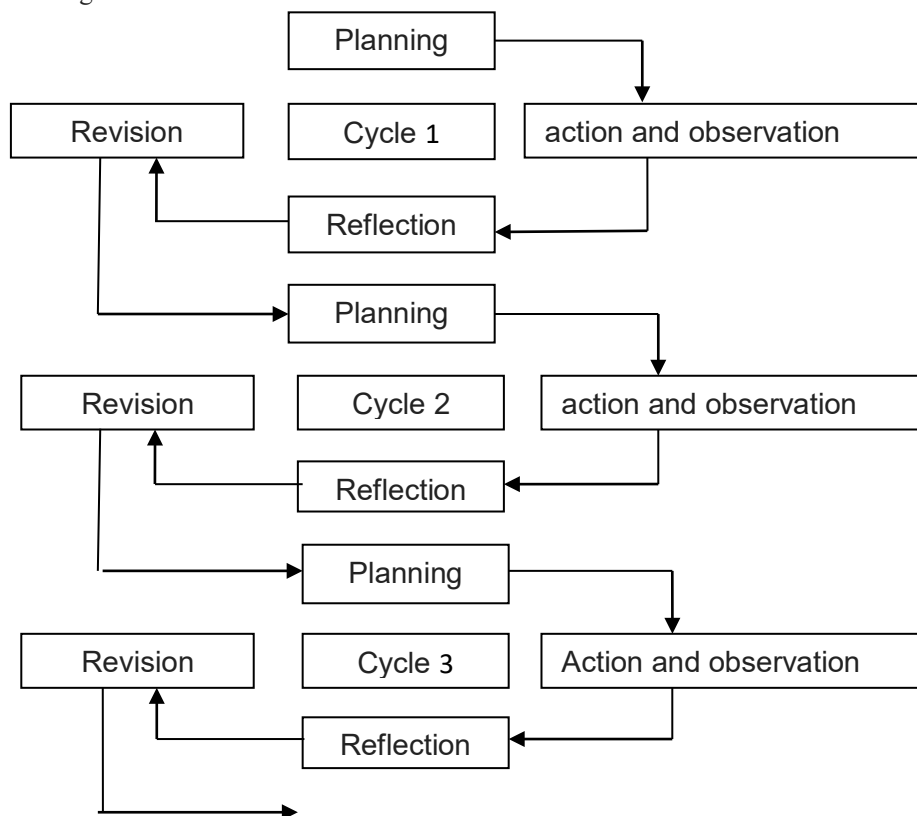 Planning
Revision
Cycle 1
action and observation
Reflection
Planning
Revision
Cycle 2
action and observation
Reflection
Planning
Revision
Cycle 3
Action and observation
Reflection